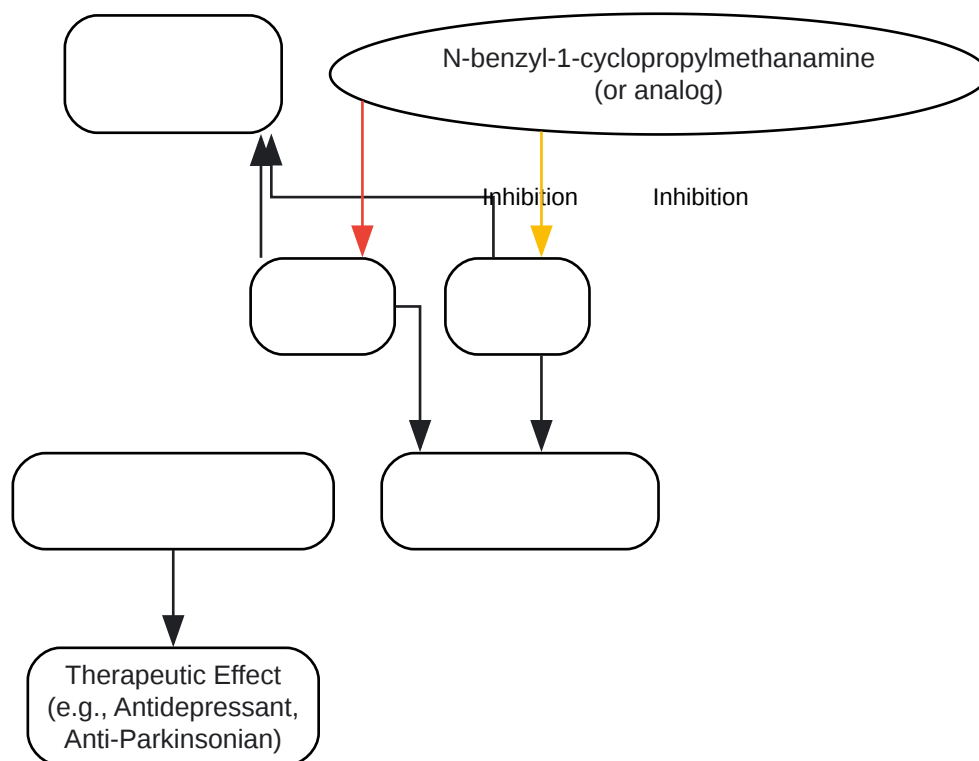 N-benzyl-1-cyclopropylmethanamine
(or analog)
Inhibition
Inhibition
Therapeutic Effect
(e.g., Antidepressant,
Anti-Parkinsonian)